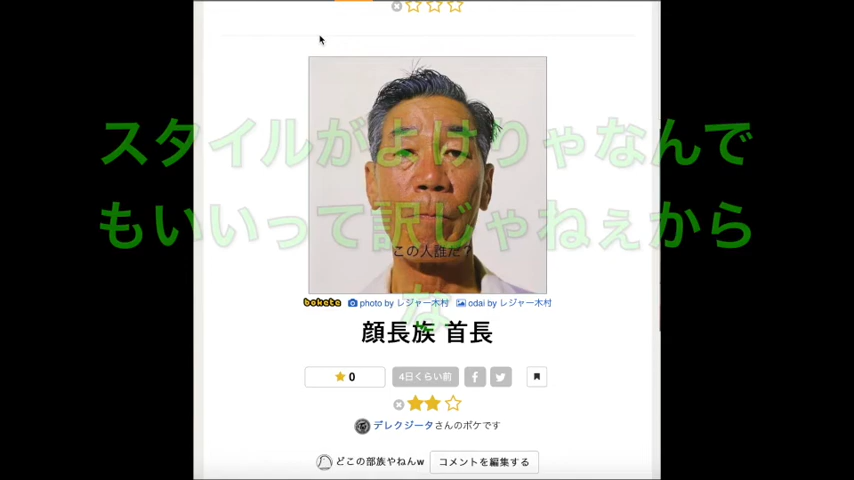 スタイルがよけりゃなんで
もいいって訳じゃねぇから
な
この人誰だ?
bokete photo by レジャー木村 odai by レジャー木村
顔長族 首長
0 4日くらい前
デレクジータさんのボケです
どこの部族やねんw コメントを編集する